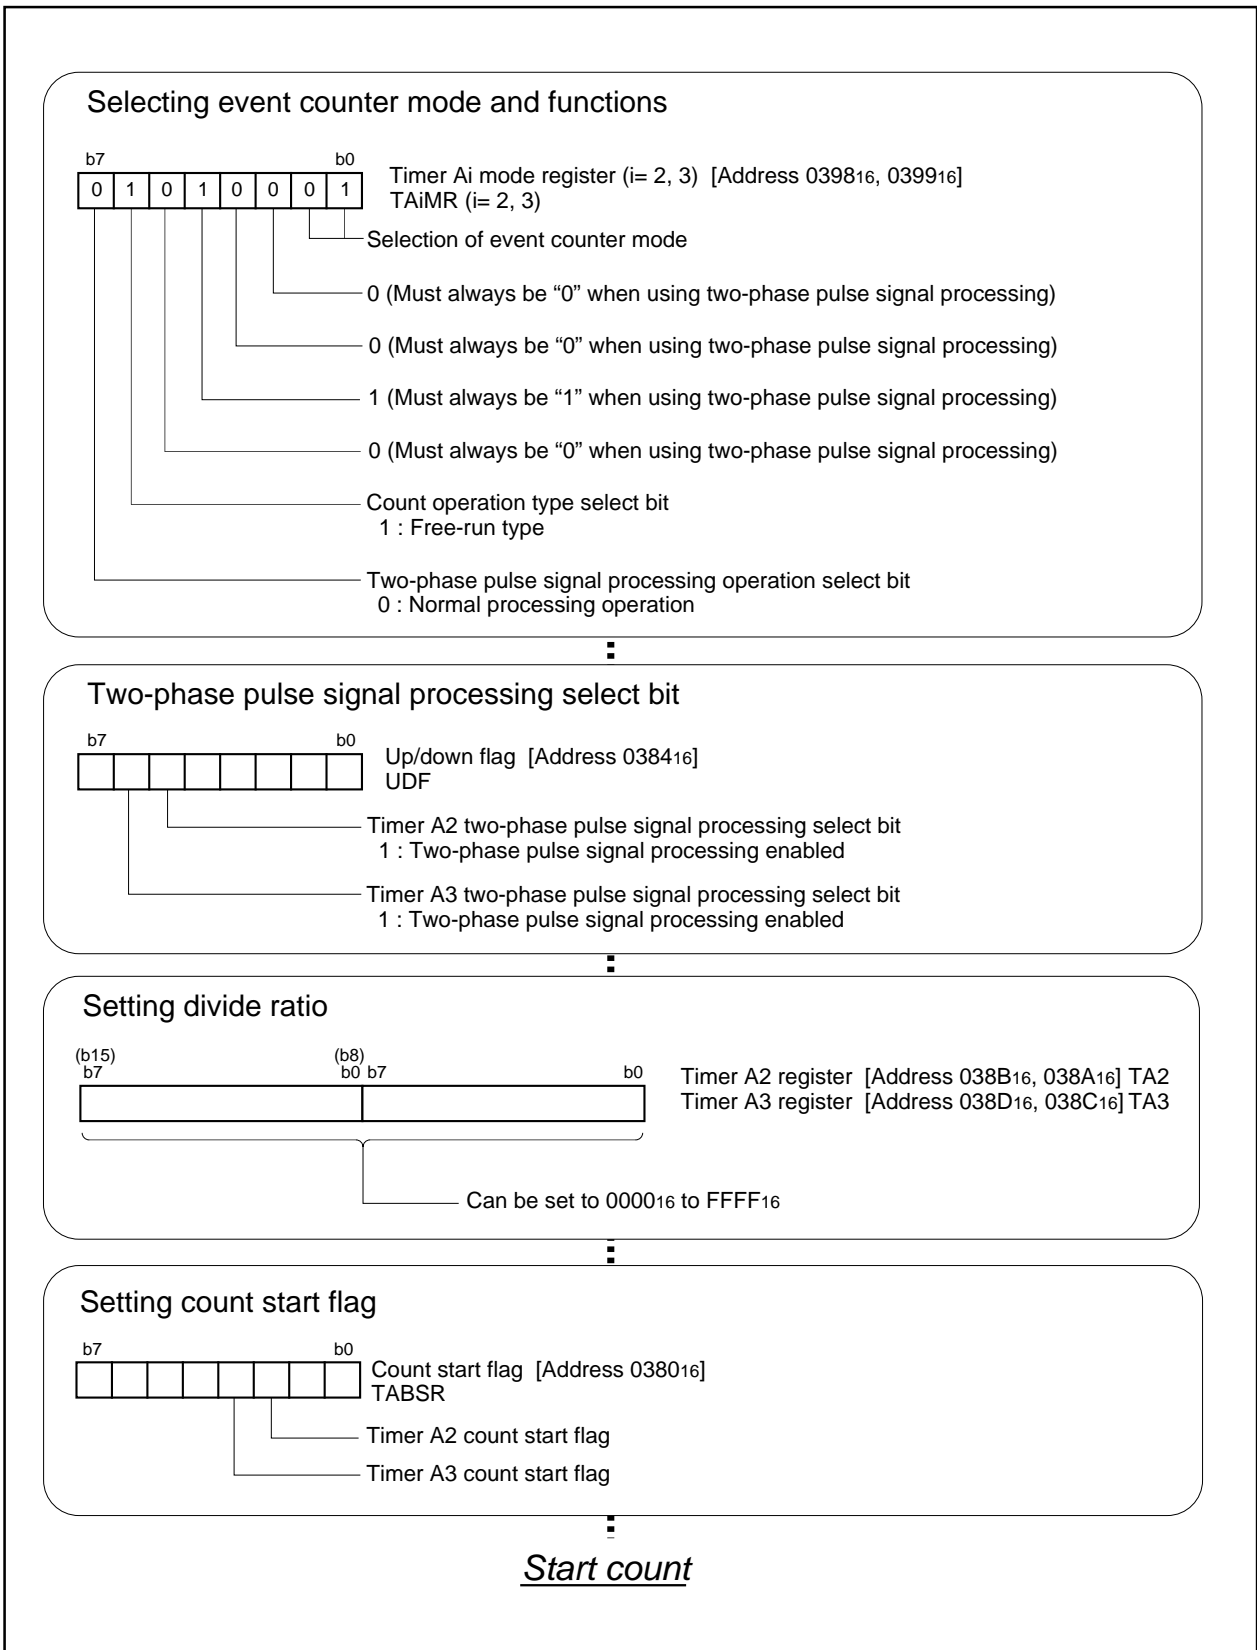 Selecting event counter mode and functions
b7 b0
0 1 0 1 0 0 0 1
Timer Ai mode register (i= 2, 3) [Address 039816, 039916]
TAiMR (i= 2, 3)
Selection of event counter mode
0 (Must always be “0” when using two-phase pulse signal processing)
0 (Must always be “0” when using two-phase pulse signal processing)
1 (Must always be “1” when using two-phase pulse signal processing)
0 (Must always be “0” when using two-phase pulse signal processing)
Count operation type select bit
1 : Free-run type
Two-phase pulse signal processing operation select bit
0 : Normal processing operation
Two-phase pulse signal processing select bit
b7 b0
Up/down flag [Address 038416]
UDF
Timer A2 two-phase pulse signal processing select bit
1 : Two-phase pulse signal processing enabled
Timer A3 two-phase pulse signal processing select bit
1 : Two-phase pulse signal processing enabled
Setting divide ratio
(b15) (b8)
b7 b0 b7 b0
Timer A2 register [Address 038B16, 038A16] TA2
Timer A3 register [Address 038D16, 038C16] TA3
Can be set to 000016 to FFFF16
Setting count start flag
b7 b0
Count start flag [Address 038016]
TABSR
Timer A2 count start flag
Timer A3 count start flag
Start count